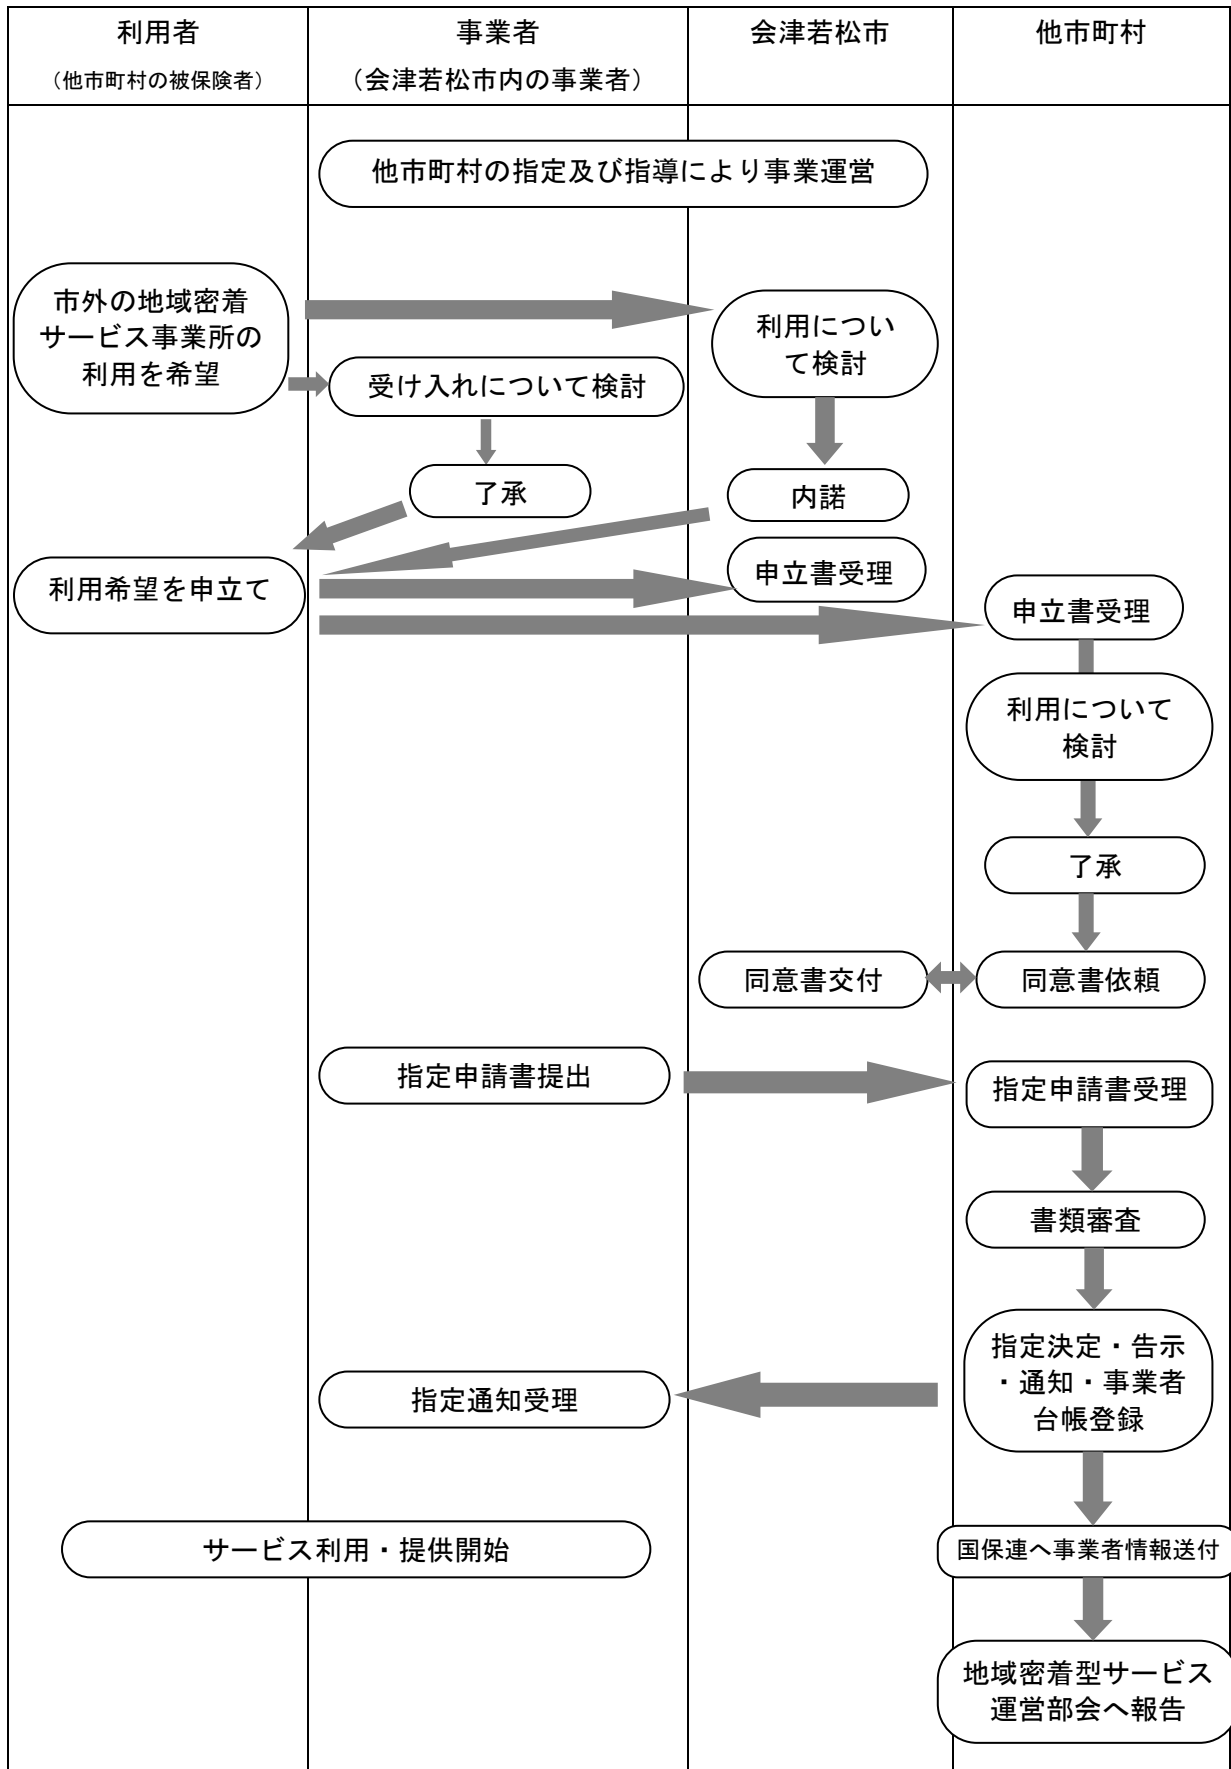 利用者
（他市町村の被保険者）
事業者
（会津若松市内の事業者）
会津若松市
他市町村
他市町村の指定及び指導により事業運営
市外の地域密着
サービス事業所の
利用を希望
利用につい
て検討
受け入れについて検討
了承
内諾
利用希望を申立て
申立書受理
申立書受理
利用について
検討
了承
同意書交付
同意書依頼
指定申請書提出
指定申請書受理
書類審査
指定決定・告示
・通知・事業者
台帳登録
指定通知受理
サービス利用・提供開始
国保連へ事業者情報送付
地域密着型サービス
運営部会へ報告